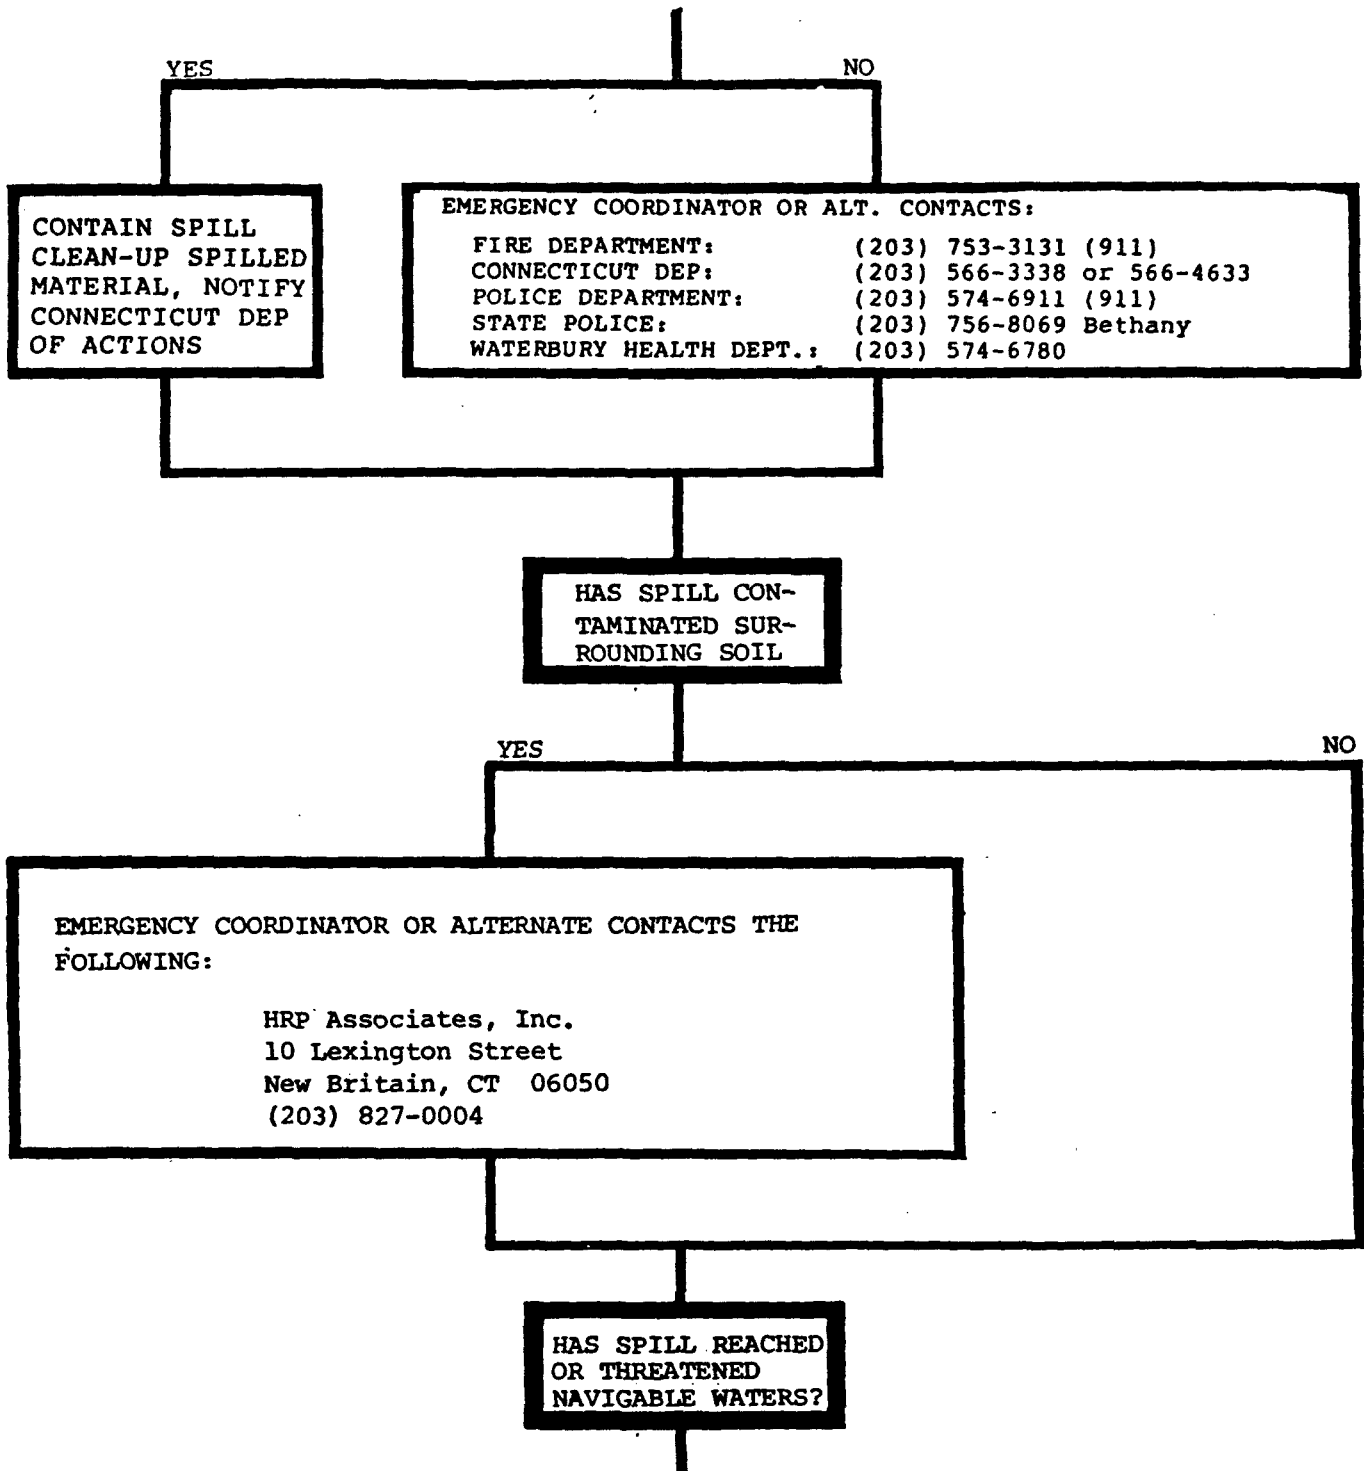 YES
NO
CONTAIN SPILL
CLEAN-UP SPILLED
MATERIAL, NOTIFY
CONNECTICUT DEP
OF ACTIONS
EMERGENCY COORDINATOR OR ALT. CONTACTS:
FIRE DEPARTMENT: (203) 753-3131 (911)
CONNECTICUT DEP: (203) 566-3338 or 566-4633
POLICE DEPARTMENT: (203) 574-6911 (911)
STATE POLICE: (203) 756-8069 Bethany
WATERBURY HEALTH DEPT.: (203) 574-6780
HAS SPILL CON-
TAMINATED SUR-
ROUNDING SOIL
YES
NO
EMERGENCY COORDINATOR OR ALTERNATE CONTACTS THE
FOLLOWING:
HRP Associates, Inc.
10 Lexington Street
New Britain, CT 06050
(203) 827-0004
HAS SPILL REACHED
OR THREATENED
NAVIGABLE WATERS?